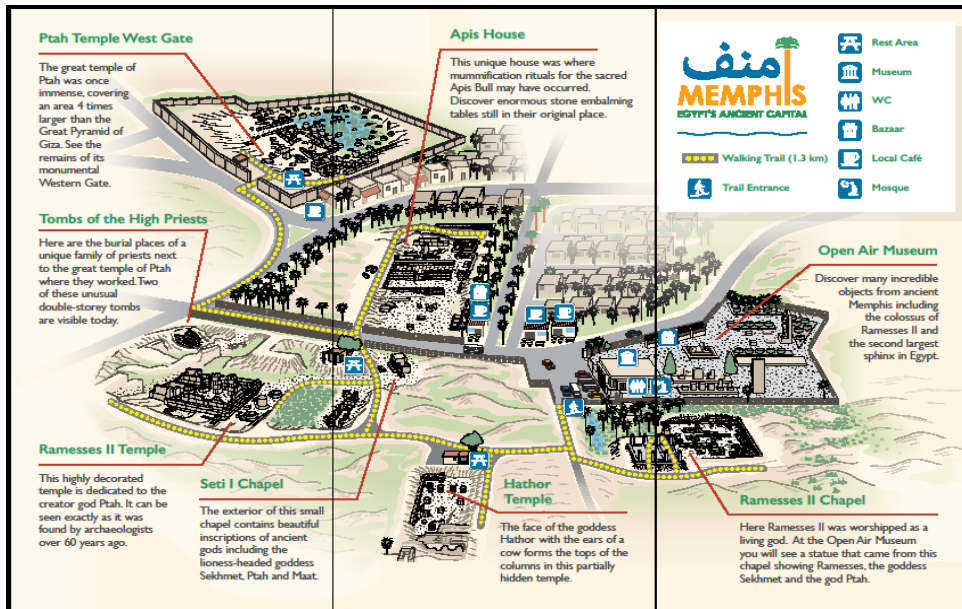 Ptah Temple West Gate
The great temple of
Ptah was once
immense, covering
an area 4 times
larger than the
Great Pyramid of
Giza. See the
remains of its
monumental
Western Gate.
Tombs of the High Priests
Here are the burial places of a
unique family of priests next
to the great temple of Ptah
where they worked. Two
of these unusual
double-storey tombs
are visible today.
Ramesses II Temple
This highly decorated
temple is dedicated to the
creator god Ptah. It can be
seen exactly as it was
found by archaeologists
over 60 years ago.
Apis House
This unique house was where
mummification rituals for the sacred
Apis Bull may have occurred.
Discover enormous stone embalming
tables still in their original place.
Seti I Chapel
The exterior of this small
chapel contains beautiful
inscriptions of ancient
gods including the
lioness-headed goddess
Sekhmet, Ptah and Maat.
Hathor
Temple
The face of the goddess
Hathor with the ears of a
cow forms the tops of the
columns in this partially
hidden temple.
منف
MEMPHIS
EGYPT'S ANCIENT CAPITAL
Walking Trail (1.3 km)
Trail Entrance
Rest Area
Museum
WC
Bazaar
Local Café
Mosque
Open Air Museum
Discover many incredible
objects from ancient
Memphis including
the colossus of
Ramesses II and
the second largest
sphinx in Egypt.
Ramesses II Chapel
Here Ramesses II was worshipped as a
living god. At the Open Air Museum
you will see a statue that came from this
chapel showing Ramesses, the goddess
Sekhmet and the god Ptah.